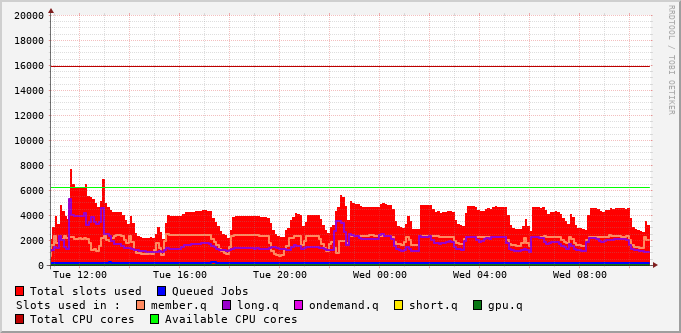 20000
18000
16000
14000
12000
10000
8000
6000
4000
2000
0
Tue 12:00 Tue 16:00 Tue 20:00 Wed 00:00 Wed 04:00 Wed 08:00
Total slots used Queued Jobs
Slots used in : member.q long.q ondemand.q short.q gpu.q
Total CPU cores Available CPU cores
RRDTOOL / TOBI OETIKER